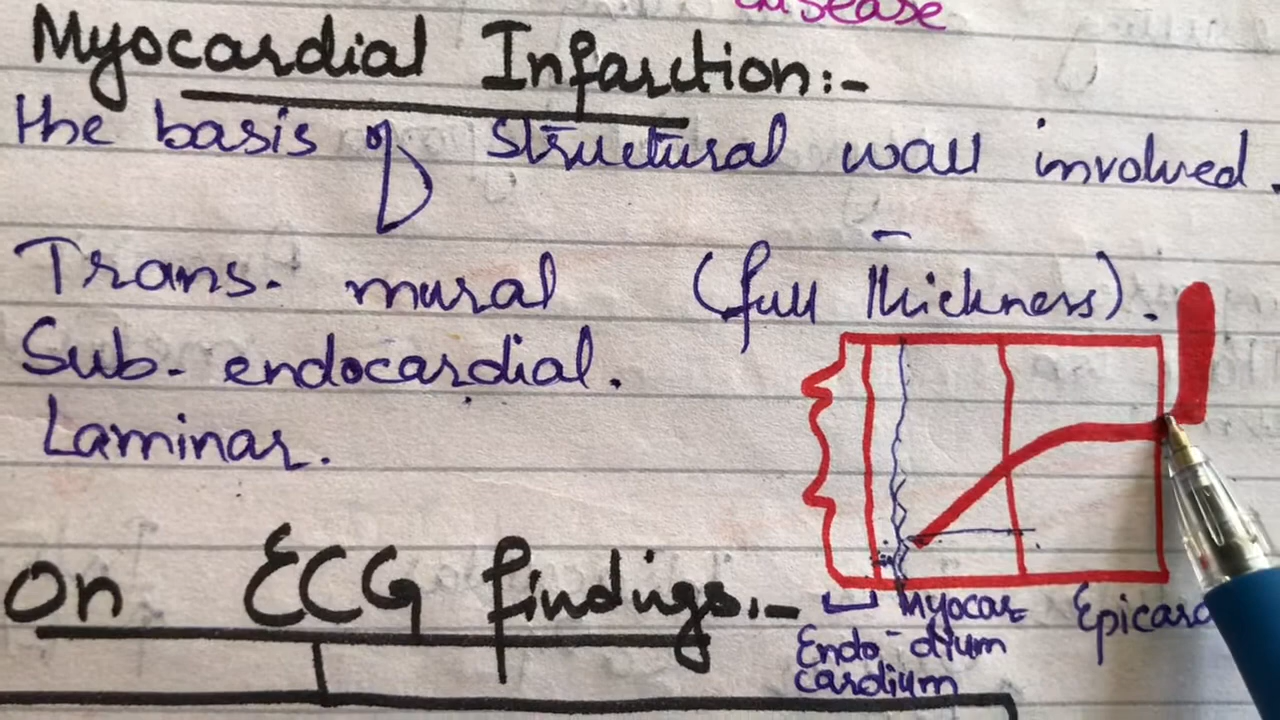 disease
Myocardial Infarction:-
the basis of structural wall involved.
Trans. mural (full thickness).
Sub. endocardial.
Laminar.
On ECG findings:-
Endo cardium
Myocar-dium
Epicard